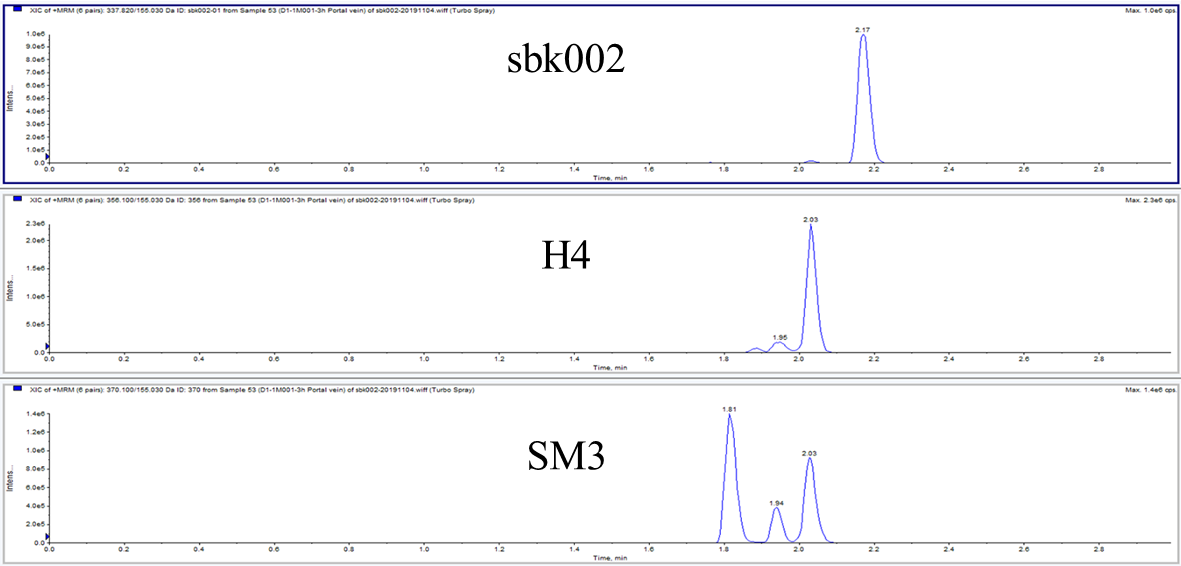 XIC of +MRM (6 pairs): 337.820/155.030 Da ID: sbk002-01 from Sample 53 (D1-1M001-3h Portal vein) of sbk002-20191104.wiff (Turbo Spray) Max. 1.0e6 cps.
sbk002
2.17
1.0e6
9.0e5
8.0e5
7.0e5
6.0e5
5.0e5
4.0e5
3.0e5
2.0e5
1.0e5
0.0
Intens...
0.0 0.2 0.4 0.6 0.8 1.0 1.2 1.4 1.6 1.8 2.0 2.2 2.4 2.6 2.8
Time, min
XIC of +MRM (6 pairs): 356.100/155.030 Da ID: 356 from Sample 53 (D1-1M001-3h Portal vein) of sbk002-20191104.wiff (Turbo Spray) Max. 2.3e6 cps.
H4
2.03
1.95
2.3e6
2.0e6
1.5e6
1.0e6
5.0e5
0.0
Intens...
0.0 0.2 0.4 0.6 0.8 1.0 1.2 1.4 1.6 1.8 2.0 2.2 2.4 2.6 2.8
Time, min
XIC of +MRM (6 pairs): 370.100/155.030 Da ID: 370 from Sample 53 (D1-1M001-3h Portal vein) of sbk002-20191104.wiff (Turbo Spray) Max. 1.4e6 cps.
SM3
1.81
1.94
2.03
1.4e6
1.2e6
1.0e6
8.0e5
6.0e5
4.0e5
2.0e5
0.0
Intens...
0.0 0.2 0.4 0.6 0.8 1.0 1.2 1.4 1.6 1.8 2.0 2.2 2.4 2.6 2.8
Time, min